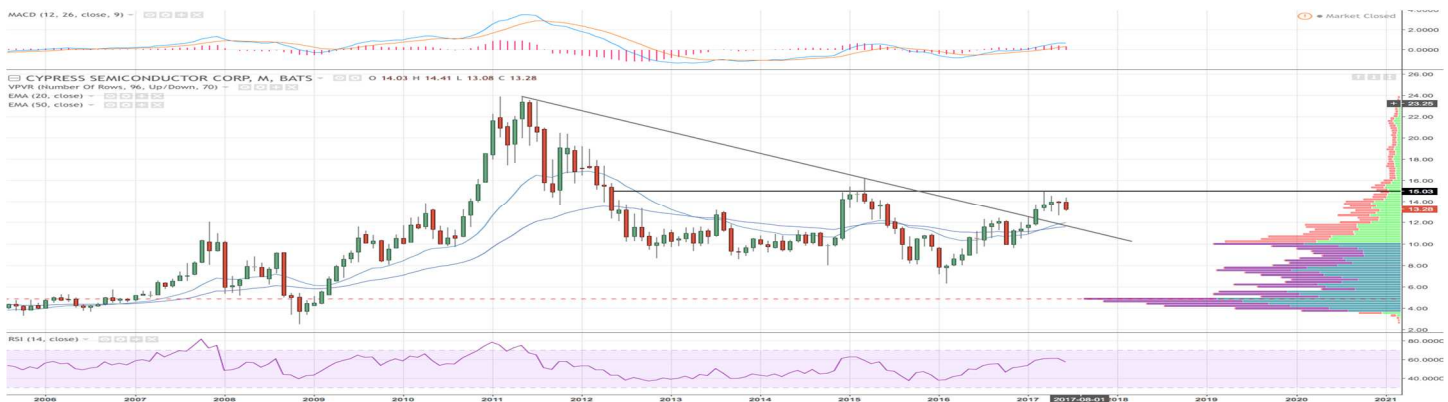 MACD (12, 26, close, 9)
Market Closed
4.0000
2.0000
0.0000
CYPRESS SEMICONDUCTOR CORP, M, BATS
O 14.03 H 14.41 L 13.08 C 13.28
VPVR (Number Of Rows, 96, Up/Down, 70)
EMA (20, close)
EMA (50, close)
26.00
24.00
23.25
22.00
20.00
18.00
16.00
15.03
14.00
13.28
12.00
10.00
8.00
6.00
4.00
2.00
RSI (14, close)
80.0000
60.0000
40.0000
2006 2007 2008 2009 2010 2011 2012 2013 2014 2015 2016 2017 2017-08-01 2018 2019 2020 2021